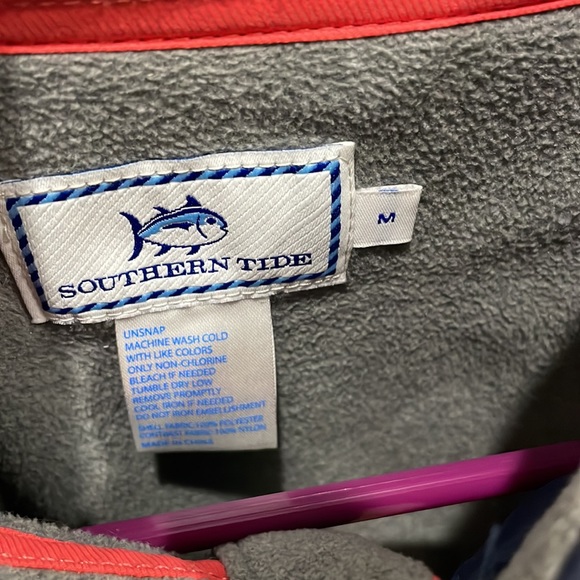 SOUTHERN TIDE
M
UNSNAP
MACHINE WASH COLD
WITH LIKE COLORS
ONLY NON-CHLORINE
BLEACH IF NEEDED
TUMBLE DRY LOW
REMOVE PROMPTLY
COOL IRON IF NEEDED
DO NOT IRON EMBELLISHMENT
SHELL FABRIC: 100% POLYESTER
CONTRAST FABRIC: 100% NYLON
MADE IN CHINA